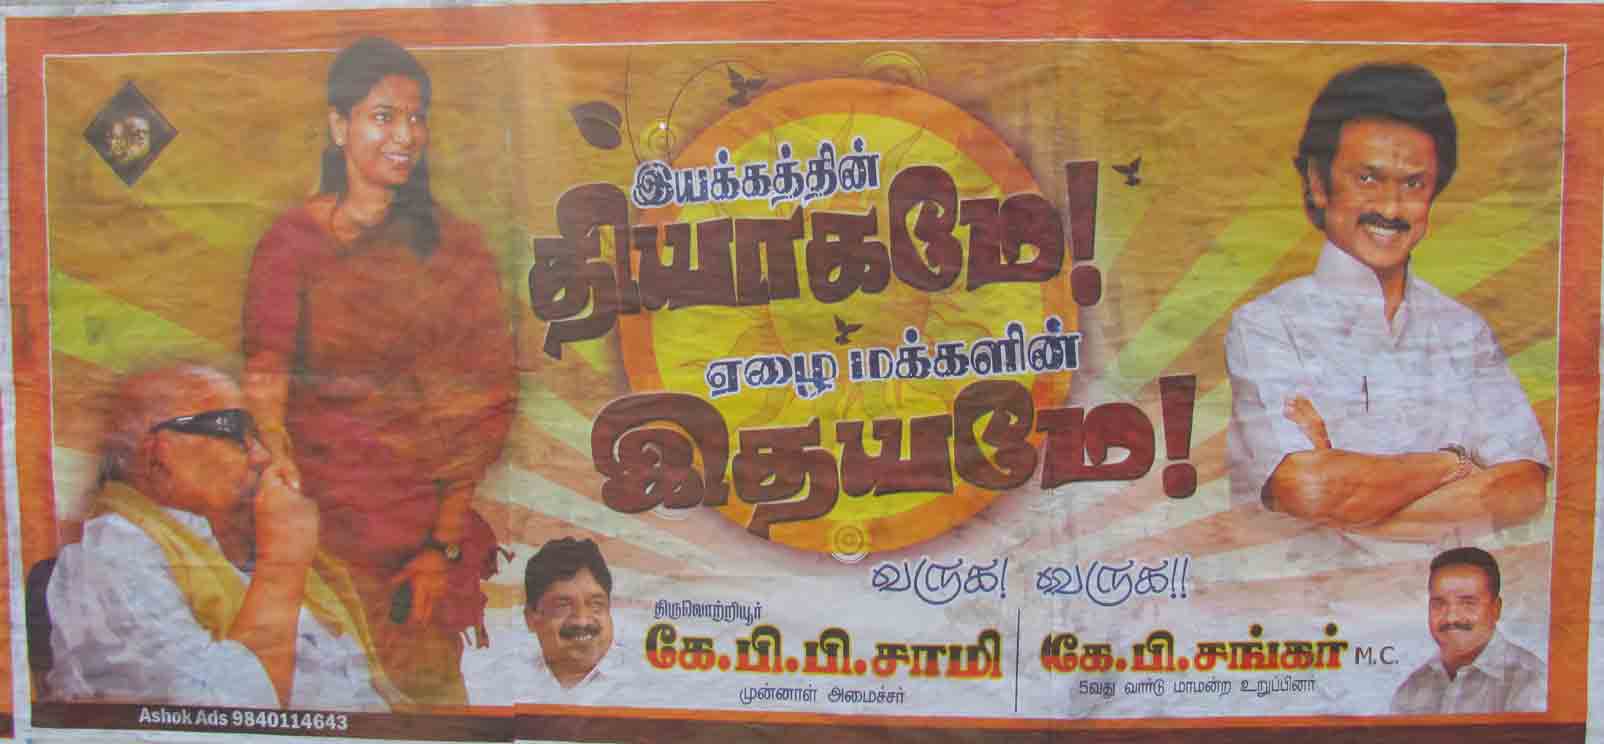 இயக்கத்தின்
தியாகமே!
ஏழை மக்களின்
இதயமே!
வருக! வருக!!
திருவொற்றியூர்
கே.பி.பி.சாமி
முன்னாள் அமைச்சர்
கே.பி.சங்கர் M.C.
5வது வார்டு மாமன்ற உறுப்பினர்
Ashok Ads 9840114643